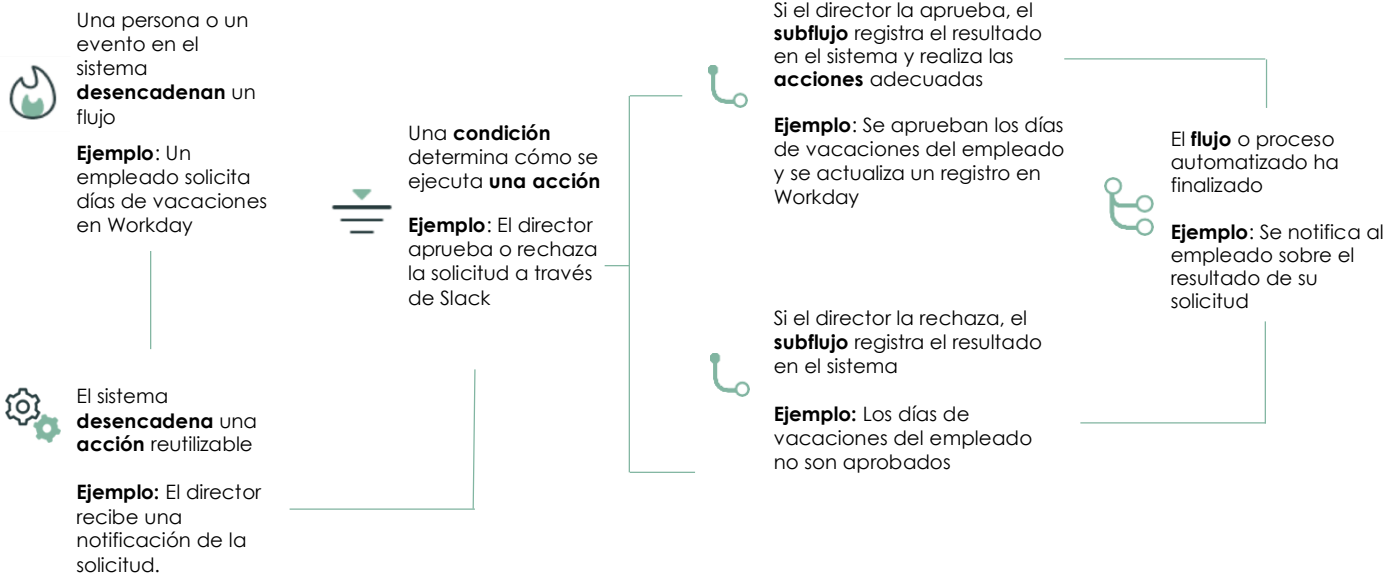 Una persona o un
evento en el
sistema
desencadenan un
flujo
Ejemplo: Un
empleado solicita
días de vacaciones
en Workday
El sistema
desencadena una
acción reutilizable
Ejemplo: El director
recibe una
notificación de la
solicitud.
Una condición
determina cómo se
ejecuta una acción
Ejemplo: El director
aprueba o rechaza
la solicitud a través
de Slack
Si el director la aprueba, el
subflujo registra el resultado
en el sistema y realiza las
acciones adecuadas
Ejemplo: Se aprueban los días
de vacaciones del empleado
y se actualiza un registro en
Workday
Si el director la rechaza, el
subflujo registra el resultado
en el sistema
Ejemplo: Los días de
vacaciones del empleado
no son aprobados
El flujo o proceso
automatizado ha
finalizado
Ejemplo: Se notifica al
empleado sobre el
resultado de su
solicitud